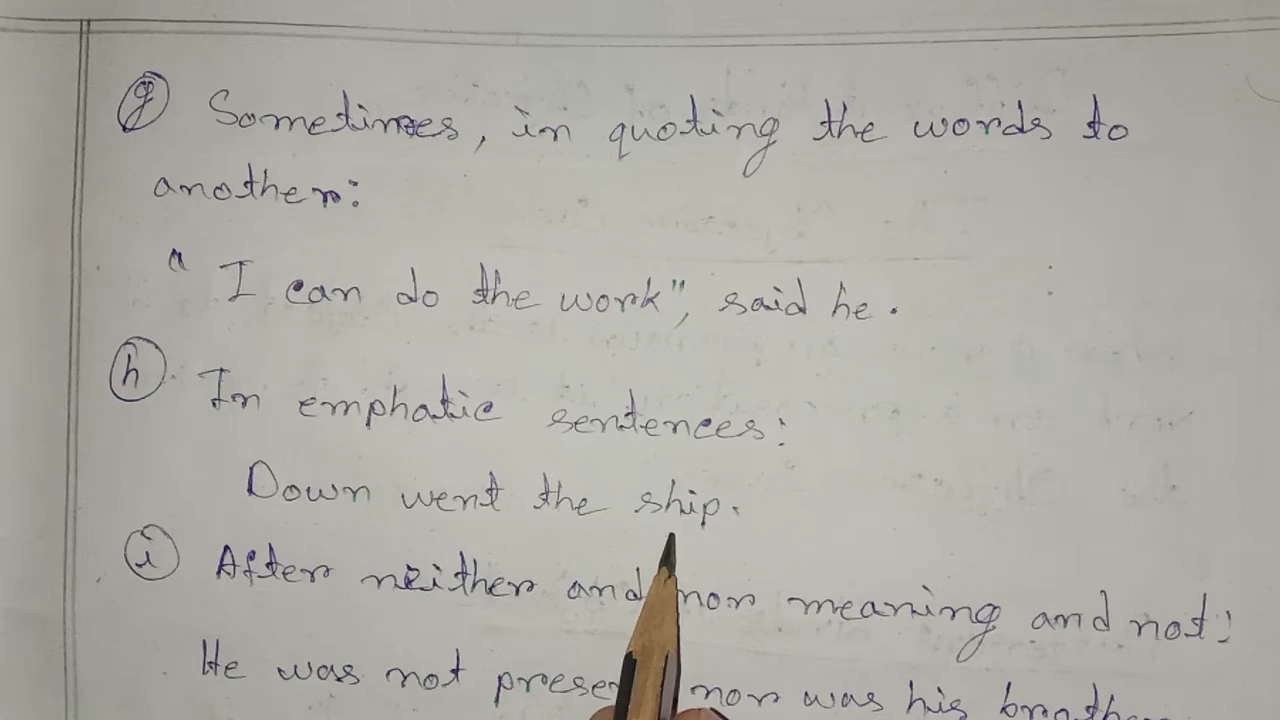 (g) Sometimes, in quoting the words to
another:
"I can do the work", said he.
(h) In emphatic sentences:
Down went the ship.
(i) After neither and nor meaning and not:
He was not present nor was his brother